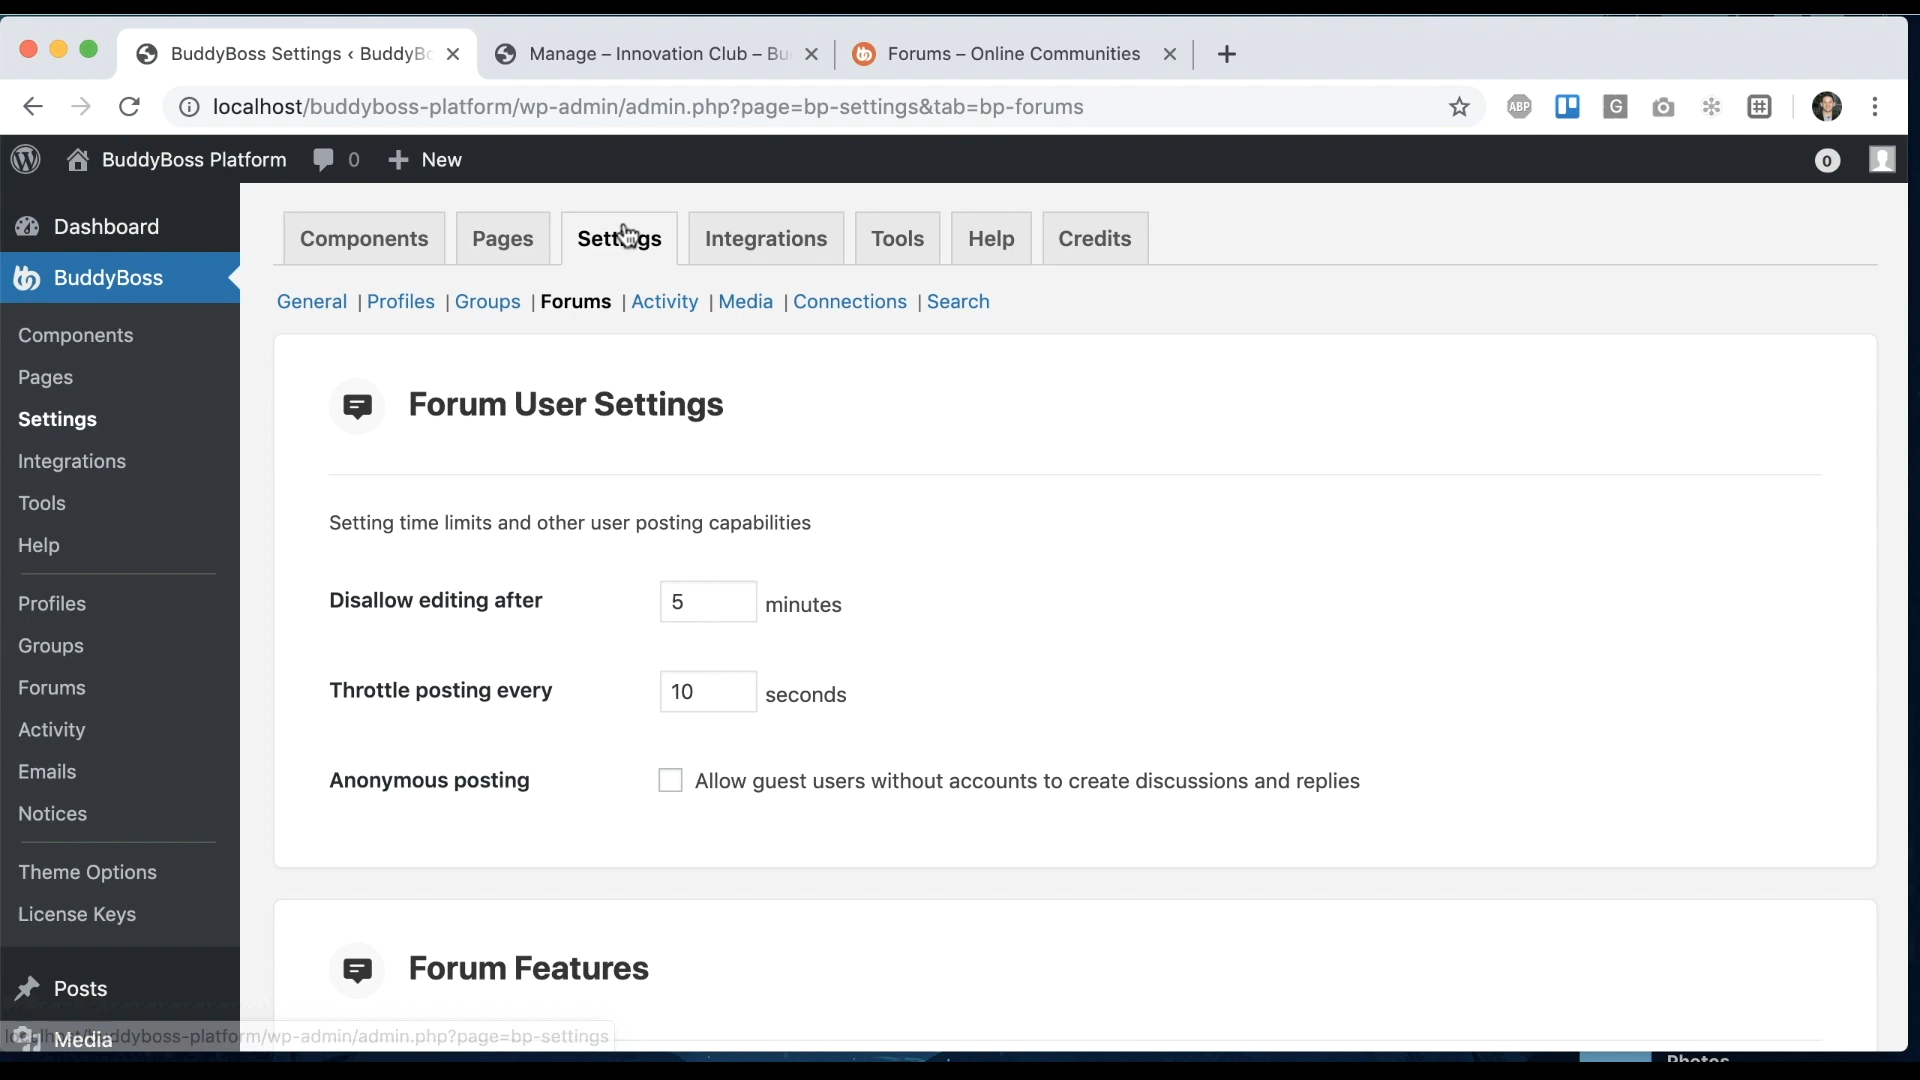 BuddyBoss Settings ‹ BuddyBo
Manage – Innovation Club – Bu
Forums – Online Communities
localhost/buddyboss-platform/wp-admin/admin.php?page=bp-settings&tab=bp-forums
ABP
G
BuddyBoss Platform
0
New
0
Dashboard
BuddyBoss
Components
Pages
Settings
Integrations
Tools
Help
Profiles
Groups
Forums
Activity
Emails
Notices
Theme Options
License Keys
Posts
Media
Components
Pages
Settings
Integrations
Tools
Help
Credits
General | Profiles | Groups | Forums | Activity | Media | Connections | Search
Forum User Settings
Setting time limits and other user posting capabilities
Disallow editing after 5 minutes
Throttle posting every 10 seconds
Anonymous posting Allow guest users without accounts to create discussions and replies
Forum Features
localhost/buddyboss-platform/wp-admin/admin.php?page=bp-settings
Photos